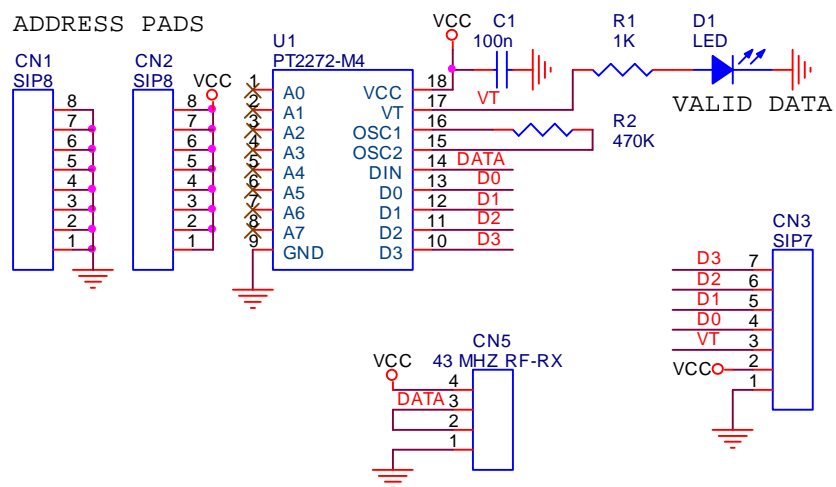 ADDRESS PADS
CN1
SIP8
8
7
6
5
4
3
2
1
CN2
SIP8
VCC
8
7
6
5
4
3
2
1
U1
PT2272-M4
1 A0
2 A1
3 A2
4 A3
5 A4
6 A5
7 A6
8 A7
9 GND
VCC 18
VT 17
OSC1 16
OSC2 15
DIN 14
D0 13
D1 12
D2 11
D3 10
VCC
C1
100n
VT
DATA
D0
D1
D2
D3
R1
1K
D1
LED
VALID DATA
R2
470K
CN3
SIP7
D3 7
D2 6
D1 5
D0 4
VT 3
VCC 2
1
CN5
43 MHZ RF-RX
VCC
4
DATA 3
2
1